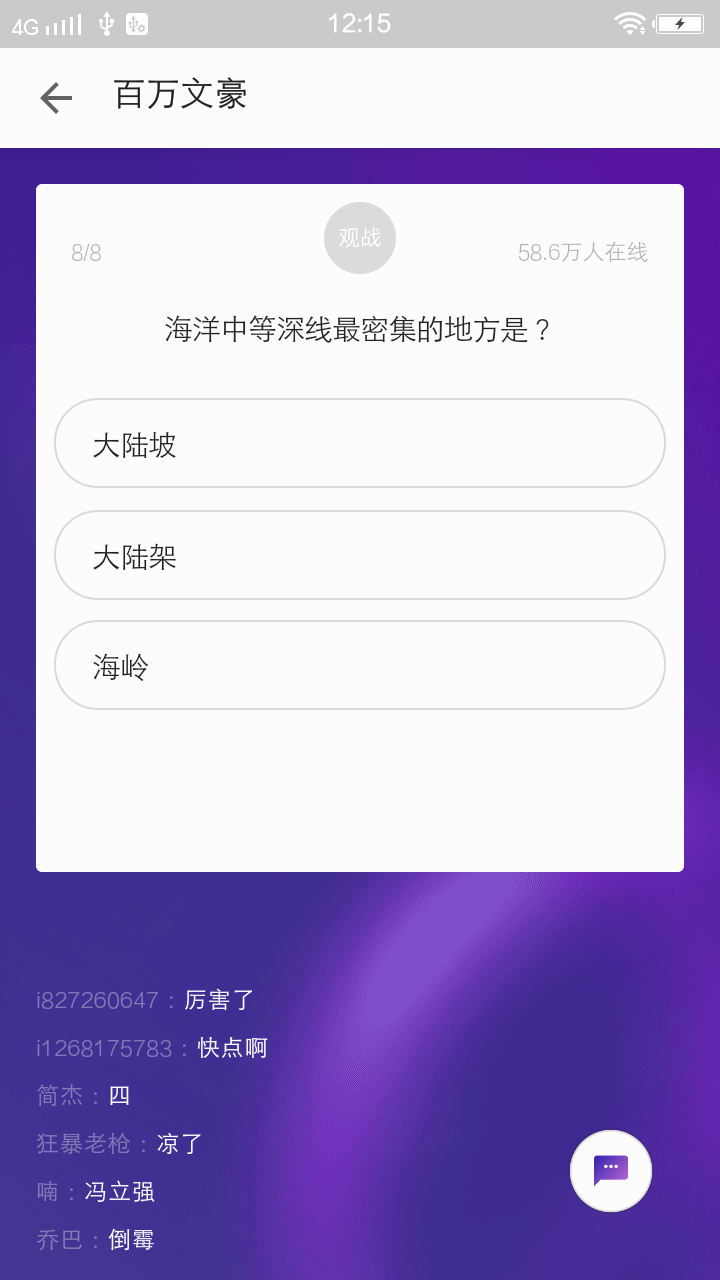 4G 12:15
百万文豪
观战
8/8 58.6万人在线
海洋中等深线最密集的地方是？
大陆坡
大陆架
海岭
i827260647：厉害了
i1268175783：快点啊
简杰：四
狂暴老枪：凉了
喃：冯立强
乔巴：倒霉